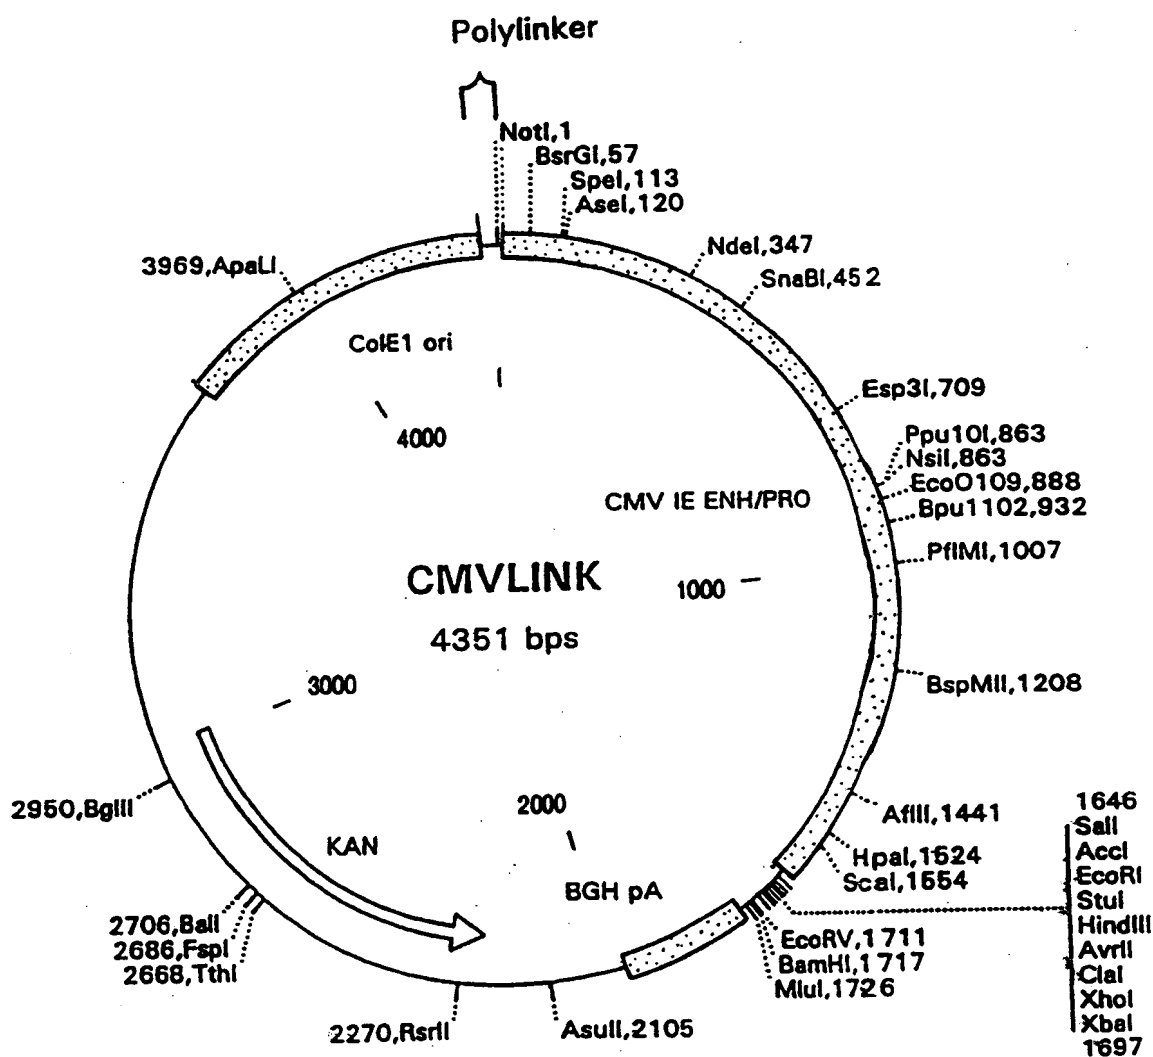 Polylinker
NotI,1
BsrGI,57
SpeI,113
AseI,120
NdeI,347
SnaBI,452
3969,ApaLI
ColE1 ori
4000
Esp3I,709
Ppu10I,863
NsiI,863
EcoO109,888
Bpu1102,932
PflMI,1007
CMV IE ENH/PRO
CMVLINK
4351 bps
1000
BspMII,1208
3000
2000
2950,BglII
KAN
BGH pA
AflII,1441
HpaI,1524
ScaI,1554
1646
SalI
AccI
EcoRI
StuI
HindIII
AvrII
ClaI
XhoI
XbaI
1697
EcoRV,1711
BamHI,1717
MluI,1726
2706,BalI
2686,FspI
2668,TthI
2270,RsrII
AsuII,2105